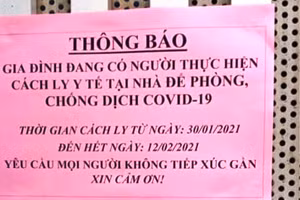 THÔNG BÁO
GIA ĐÌNH ĐANG CÓ NGƯỜI THỰC HIỆN
CÁCH LY Y TẾ TẠI NHÀ ĐỂ PHÒNG,
CHỐNG DỊCH COVID-19
THỜI GIAN CÁCH LY TỪ NGÀY: 30/01/2021
ĐẾN HẾT NGÀY: 12/02/2021
YÊU CẦU MỌI NGƯỜI KHÔNG TIẾP XÚC GẦN
XIN CẢM ƠN!